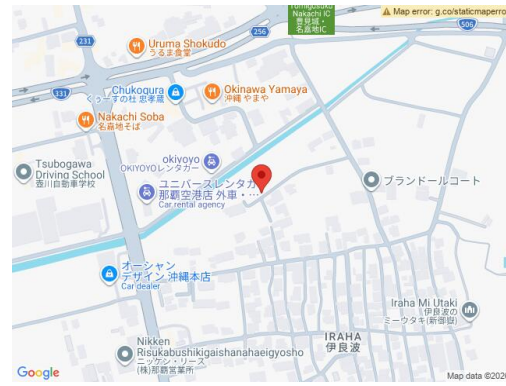 Nakachi IC
豊見城・
名嘉地IC
Map error: g.co/staticmaperro
231
256
506
331
Uruma Shokudo
うるま食堂
Chukogura
くぅーすの杜 忠孝蔵
Okinawa Yamaya
沖縄 やまや
Nakachi Soba
名嘉地そば
okiyoyo
OKIYOYOレンタカー
Tsubogawa
Driving School
壺川自動車学校
ユニバースレンタカ
那覇空港店 外車・…
Car rental agency
ブランドールコート
オーシャン
デザイン 沖縄本店
Car dealer
Iraha Mi Utaki
伊良波の
ミーウタキ(新御嶽)
IRAHA
伊良波
Nikken
Risukabushikigaishanahaeigyosho
ニッケン・リース
(株)那覇営業所
Google
Map data ©2026